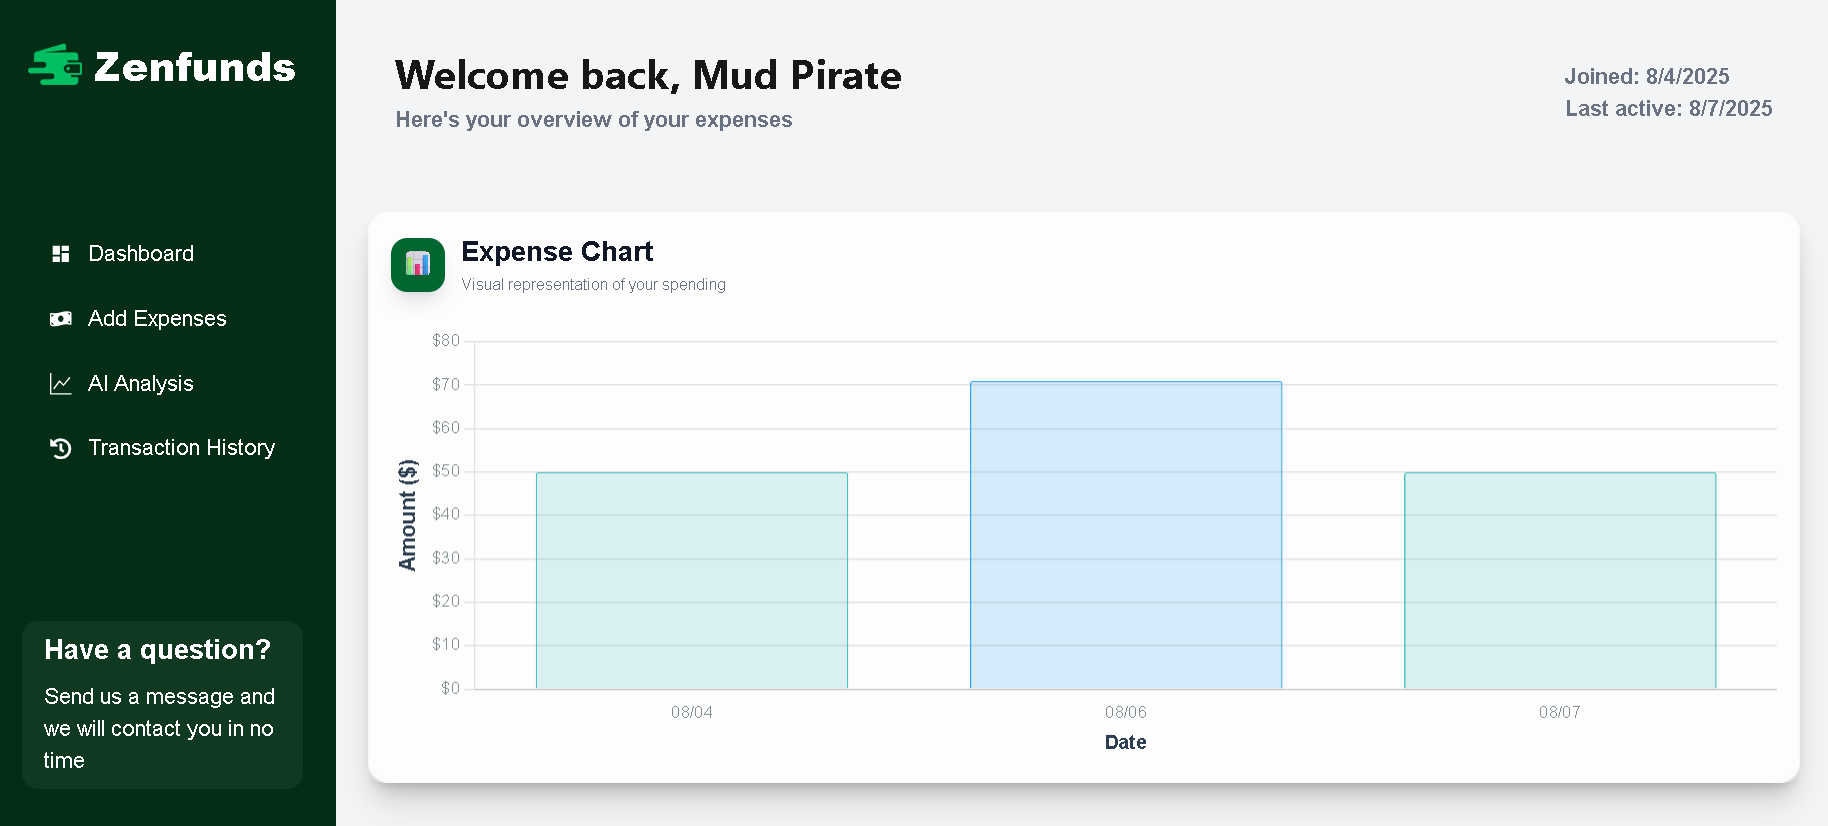 Zenfunds
Dashboard
Add Expenses
AI Analysis
Transaction History
Have a question?
Send us a message and
we will contact you in no
time
Welcome back, Mud Pirate
Here's your overview of your expenses
Joined: 8/4/2025
Last active: 8/7/2025
Expense Chart
Visual representation of your spending
Amount ($)
$80
$70
$60
$50
$40
$30
$20
$10
$0
08/04
08/06
08/07
Date